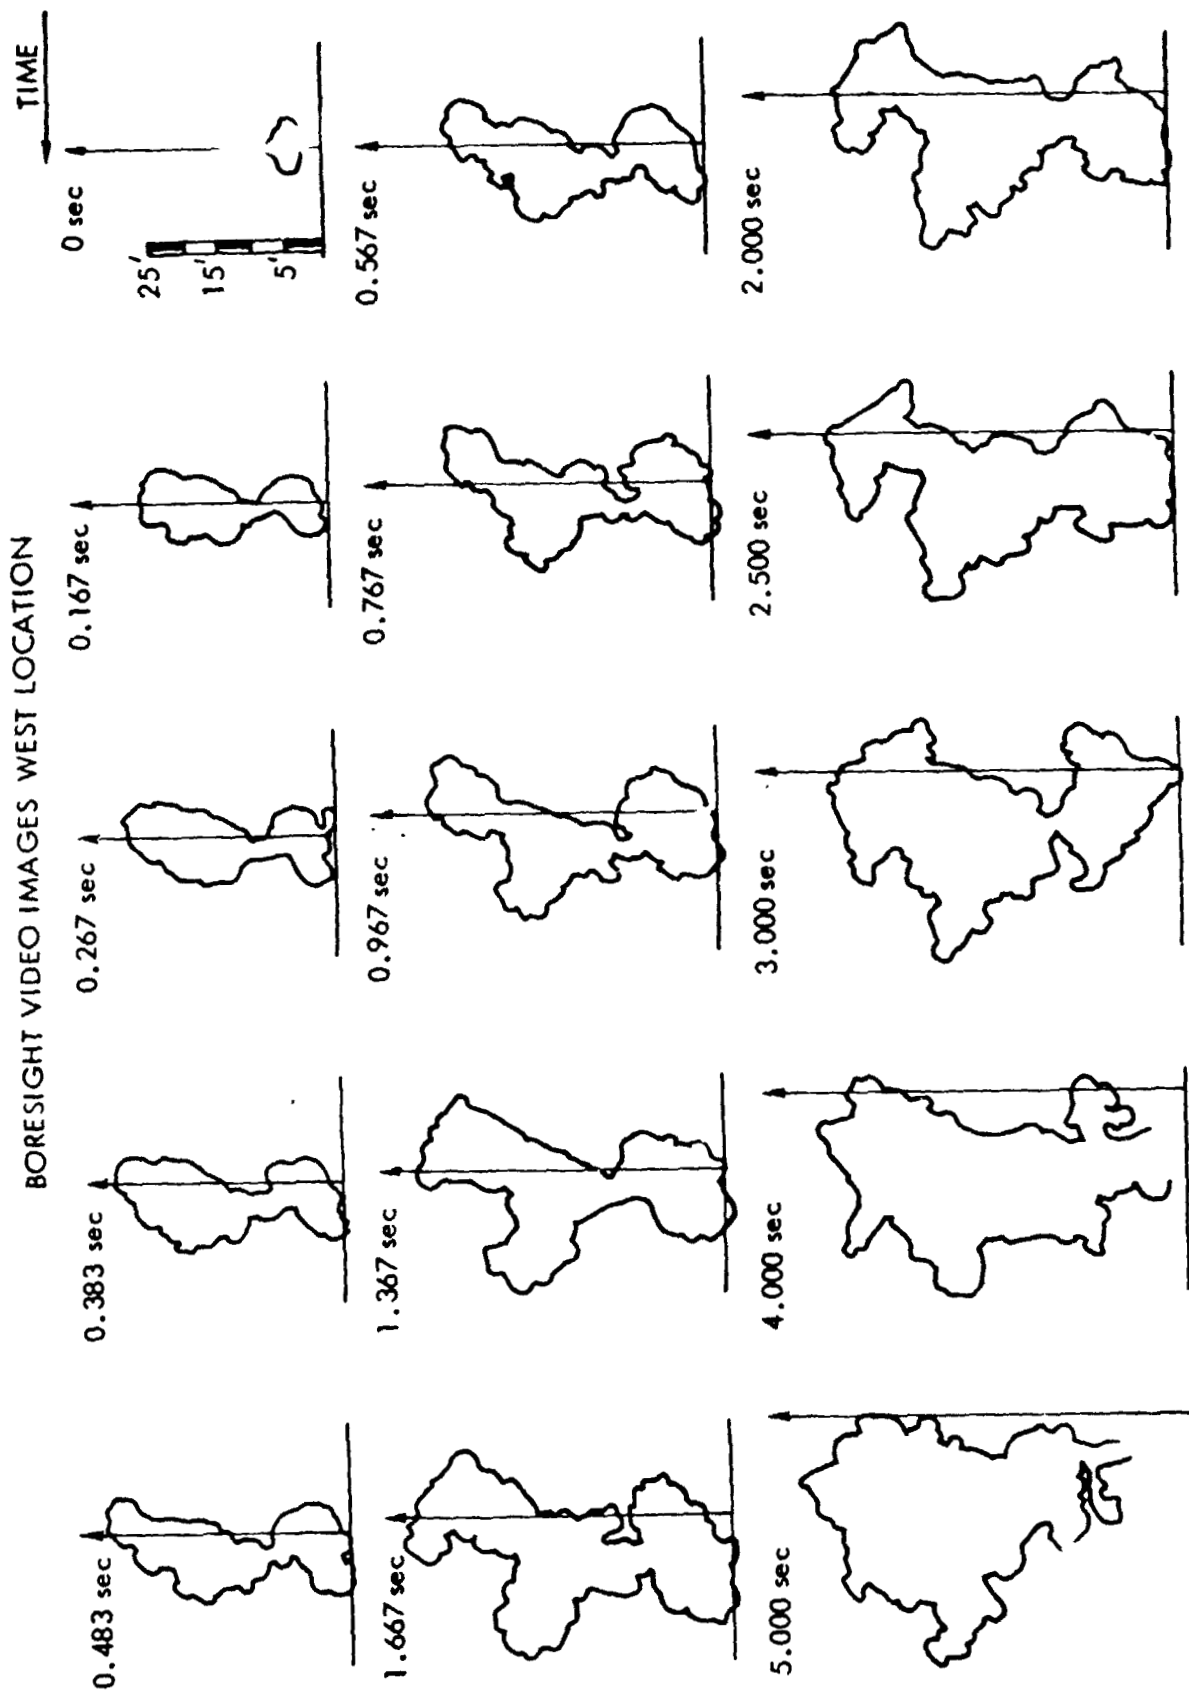 BORESIGHT VIDEO IMAGES WEST LOCATION
TIME
0 sec
25'
15'
5'
0.167 sec
0.267 sec
0.383 sec
0.483 sec
0.567 sec
0.767 sec
0.967 sec
1.367 sec
1.667 sec
2.000 sec
2.500 sec
3.000 sec
4.000 sec
5.000 sec